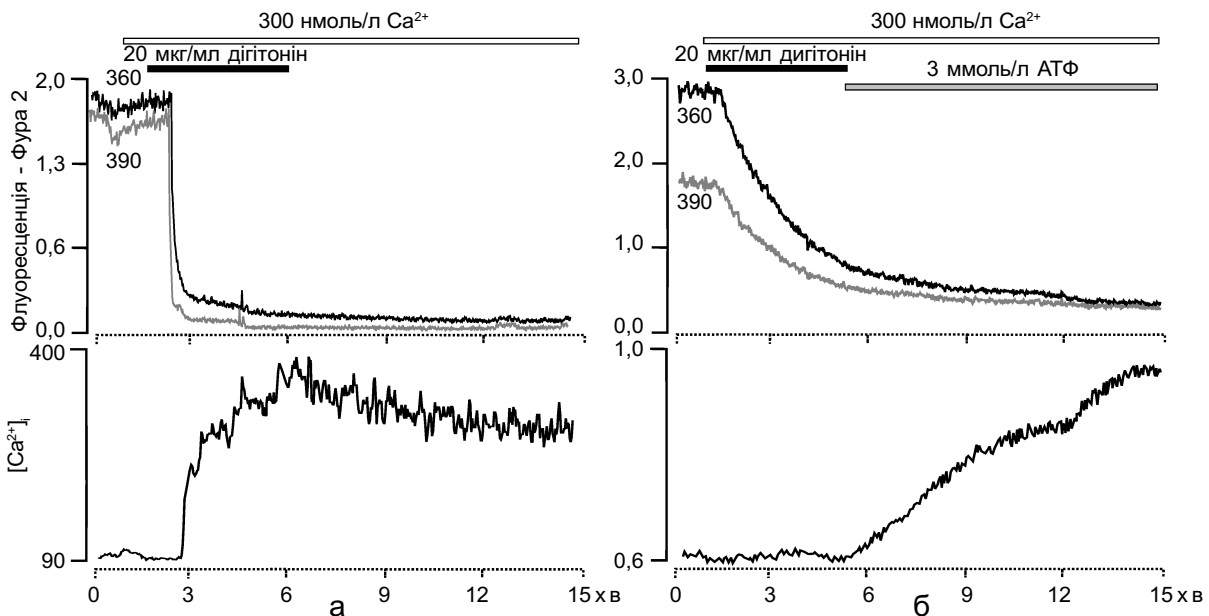 300 нмоль/л Ca²⁺
20 мкг/мл дігітонін
2,0
1,3
0,6
0,0
360
390
Флуоресценція - Фура 2
400
90
[Ca²⁺]i
0 3 6 9 12 15 х в
а
300 нмоль/л Ca²⁺
20 мкг/мл дигитонін
3 ммоль/л АТФ
3,0
2,0
1,0
0,0
360
390
1,0
0,6
0 3 6 9 12 15 х в
б